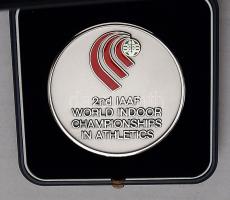 2nd IAAF
WORLD INDOOR
CHAMPIONSHIPS
IN ATHLETICS